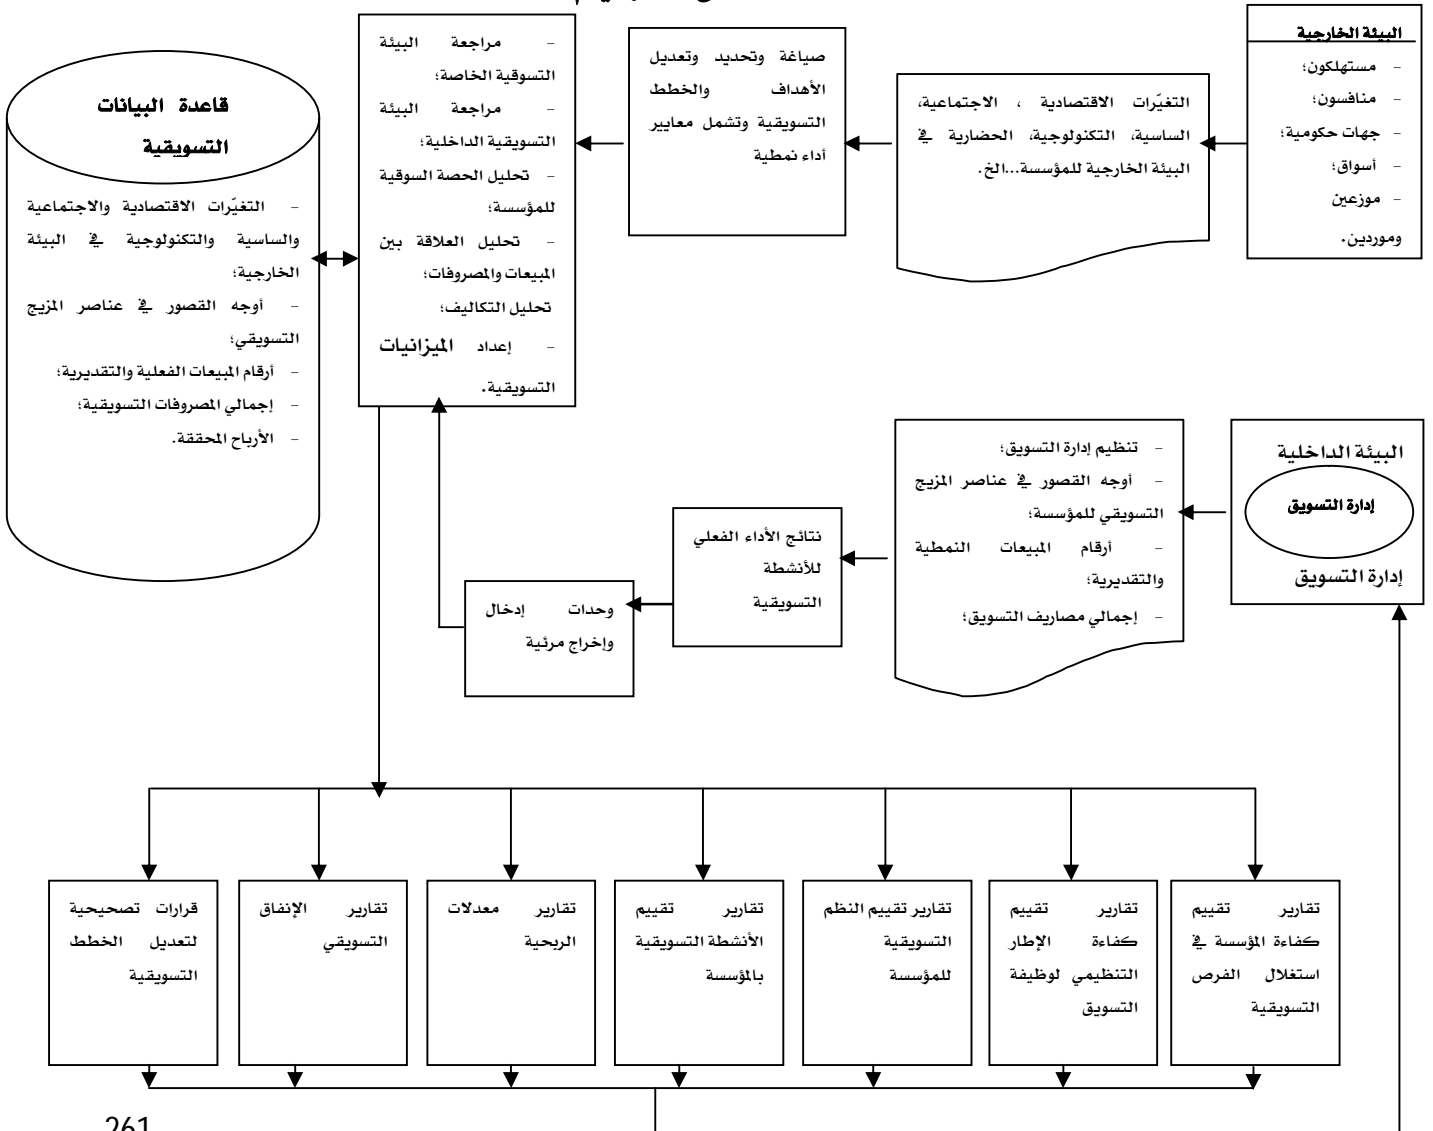 البيئة الخارجية
- مستهلكون؛
- منافسون؛
- جهات حكومية؛
- أسواق؛
- موزعين
وموردين.
التغيّرات الاقتصادية ، الاجتماعية،
الساسية، التكنولوجية، الحضارية في
البيئة الخارجية للمؤسسة...الخ.
صياغة وتحديد وتعديل
الأهداف والخطط
التسويقية وتشمل معايير
أداء نمطية
- مراجعة البيئة
التسوقية الخاصة؛
- مراجعة البيئة
التسويقية الداخلية؛
- تحليل الحصة السوقية
للمؤسسة؛
- تحليل العلاقة بين
المبيعات والمصروفات؛
تحليل التكاليف؛
- إعداد الميزانيات
التسويقية.
قاعدة البيانات
التسويقية
- التغيّرات الاقتصادية والاجتماعية
والساسية والتكنولوجية في البيئة
الخارجية؛
- أوجه القصور في عناصر المزيج
التسويقي؛
- أرقام المبيعات الفعلية والتقديرية؛
- إجمالي المصروفات التسويقية؛
- الأرباح المحققة.
البيئة الداخلية
إدارة التسويق
إدارة التسويق
- تنظيم إدارة التسويق؛
- أوجه القصور في عناصر المزيج
التسويقي للمؤسسة؛
- أرقام المبيعات النمطية
والتقديرية؛
- إجمالي مصاريف التسويق؛
نتائج الأداء الفعلي
للأنشطة
التسويقية
وحدات إدخال
وإخراج مرئية
تقارير تقييم
كفاءة المؤسسة في
استغلال الفرص
التسويقية
تقارير تقييم
كفاءة الإطار
التنظيمي لوظيفة
التسويق
تقارير تقييم النظم
التسويقية
للمؤسسة
تقارير تقييم
الأنشطة التسويقية
بالمؤسسة
تقارير معدلات
الربحية
تقارير الإنفاق
التسويقي
قرارات تصحيحية
لتعديل الخطط
التسويقية
261